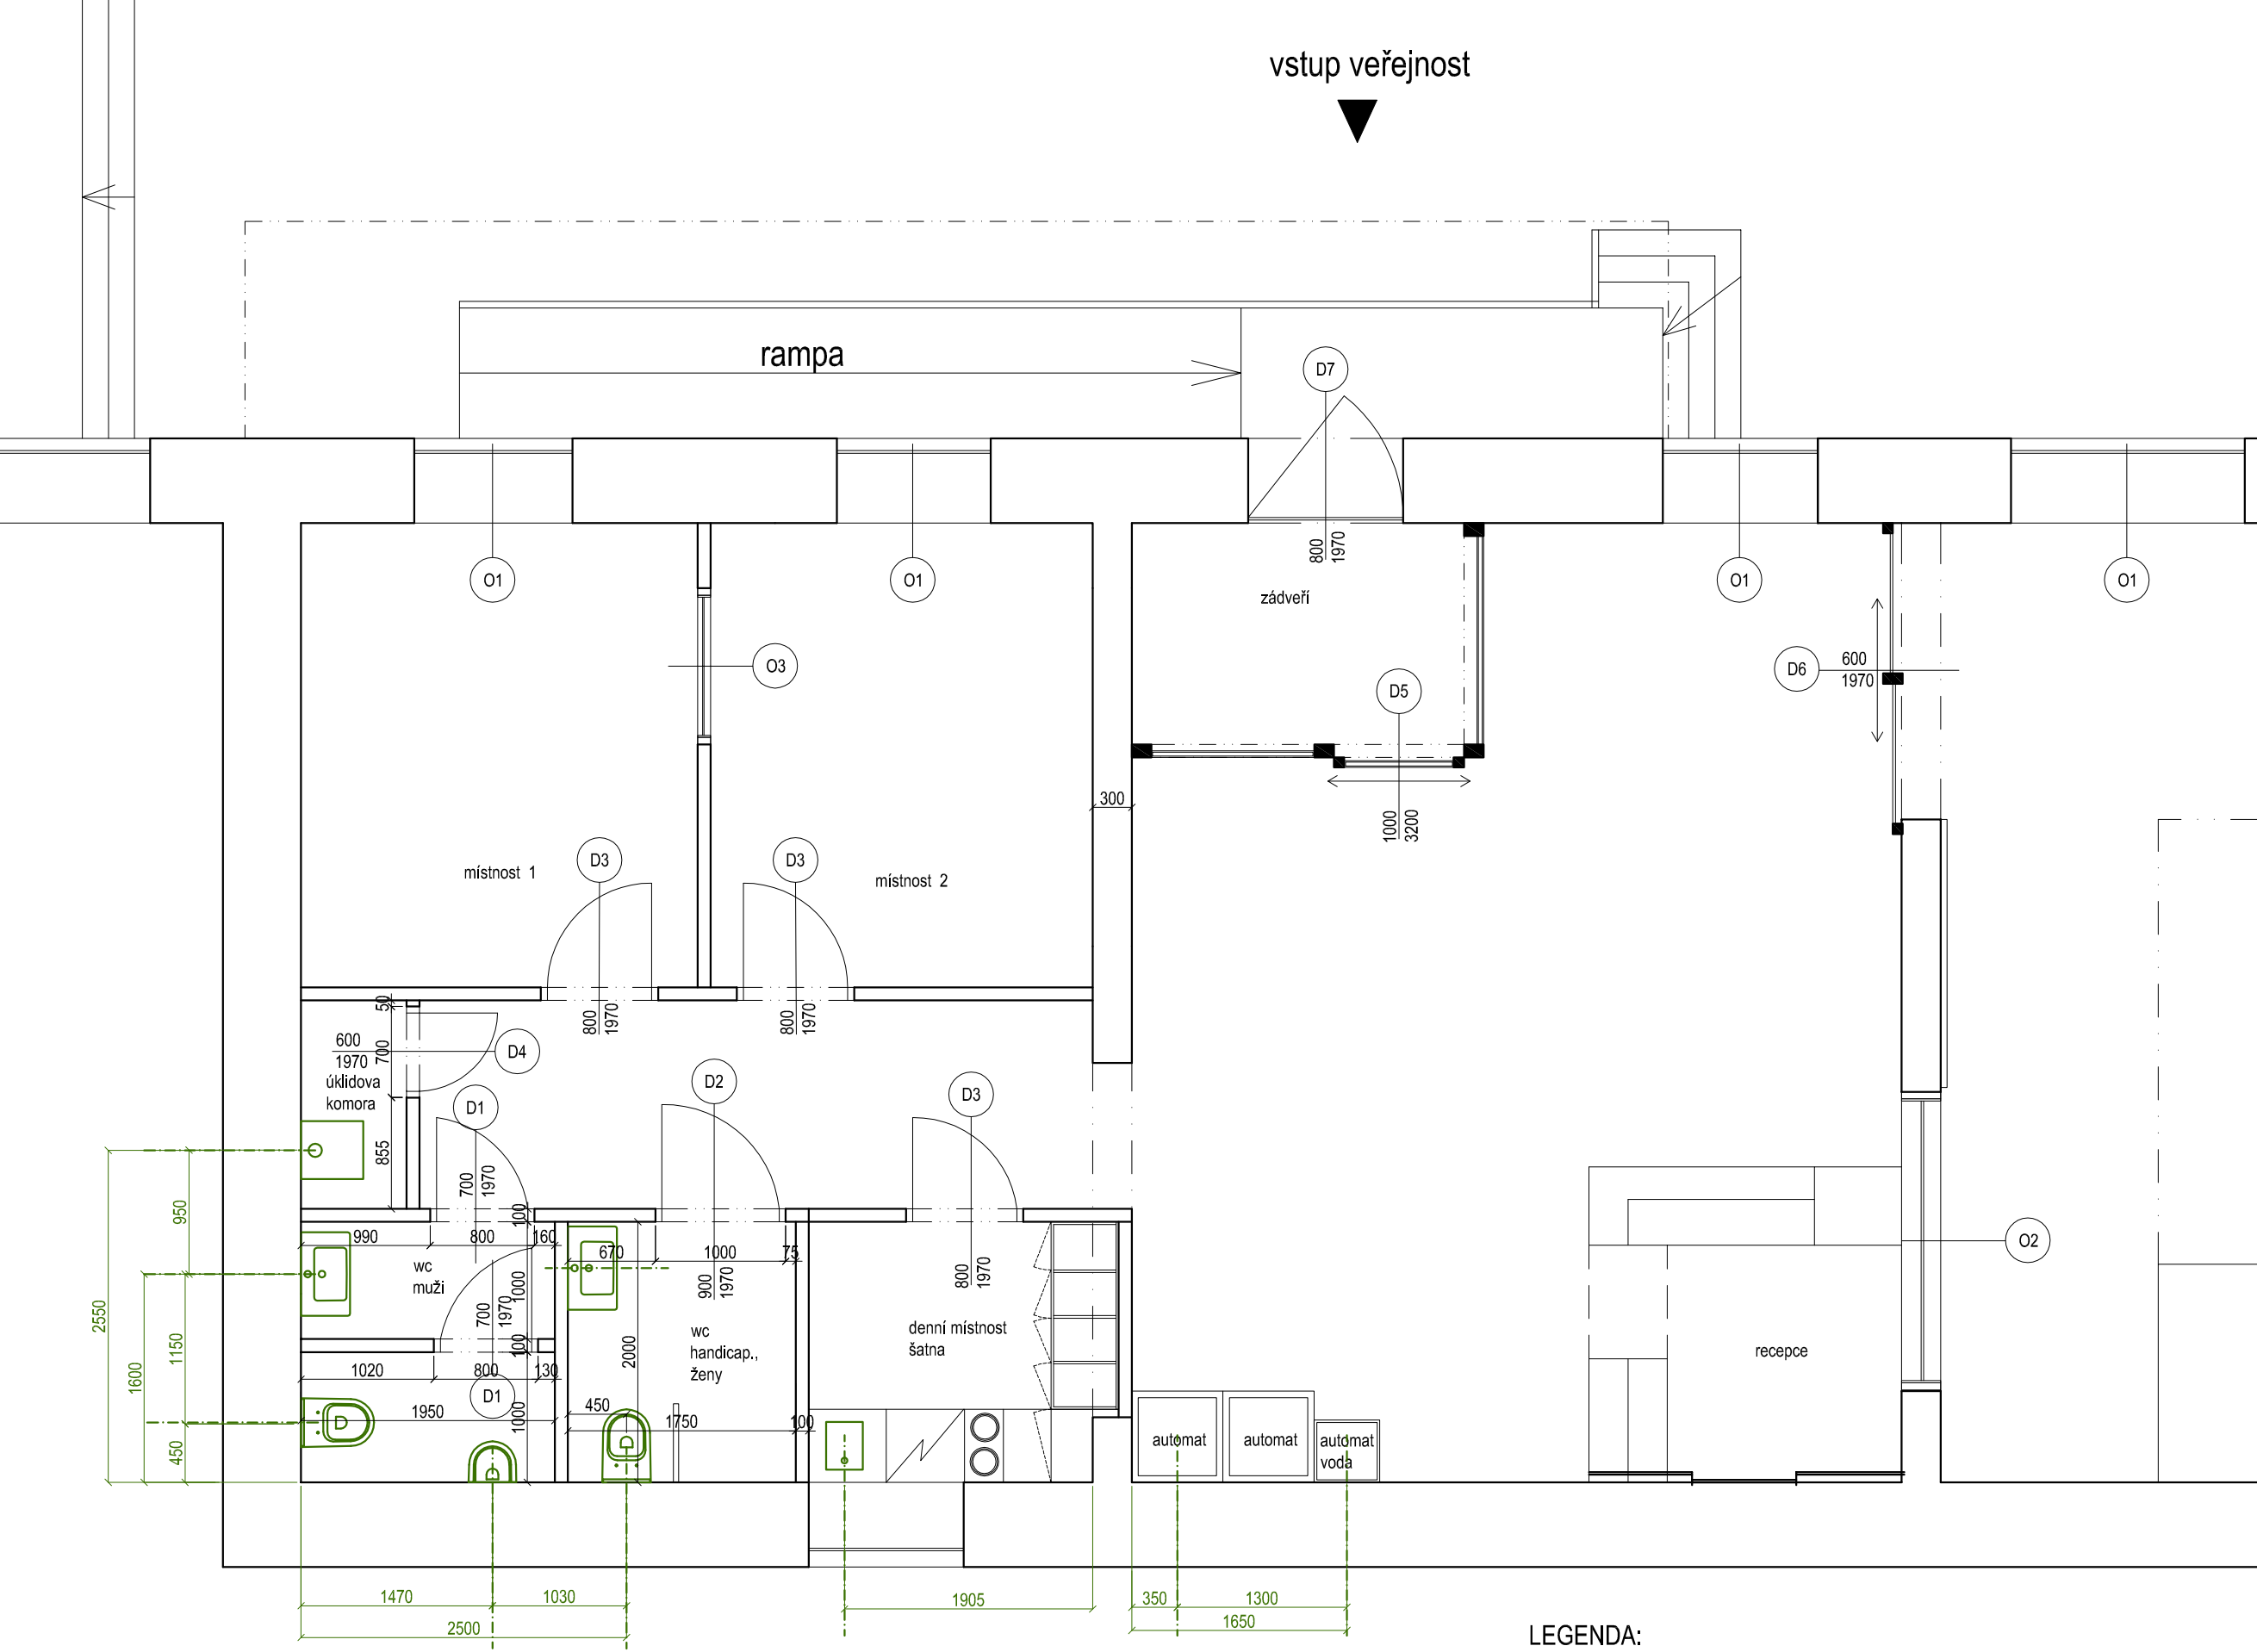 vstup veřejnost
rampa
D7
800
1970
O1
O1
O1
O1
zádveří
O3
D5
1000
3200
D6
600
1970
300
D3
D3
místnost 1
místnost 2
800
1970
800
1970
50
700
600
1970
D4
úklidova
komora
D1
D2
D3
855
700
1970
100
990
800
160
670
1000
75
wc
muži
700
1970
1000
900
1970
800
1970
O2
950
2550
1150
1600
450
100
2000
wc
handicap.,
ženy
denní místnost
šatna
recepce
1020
800
130
D1
1950
1000
450
1750
100
automat
automat
automat
voda
1470
1030
2500
1905
350
1300
1650
LEGENDA: